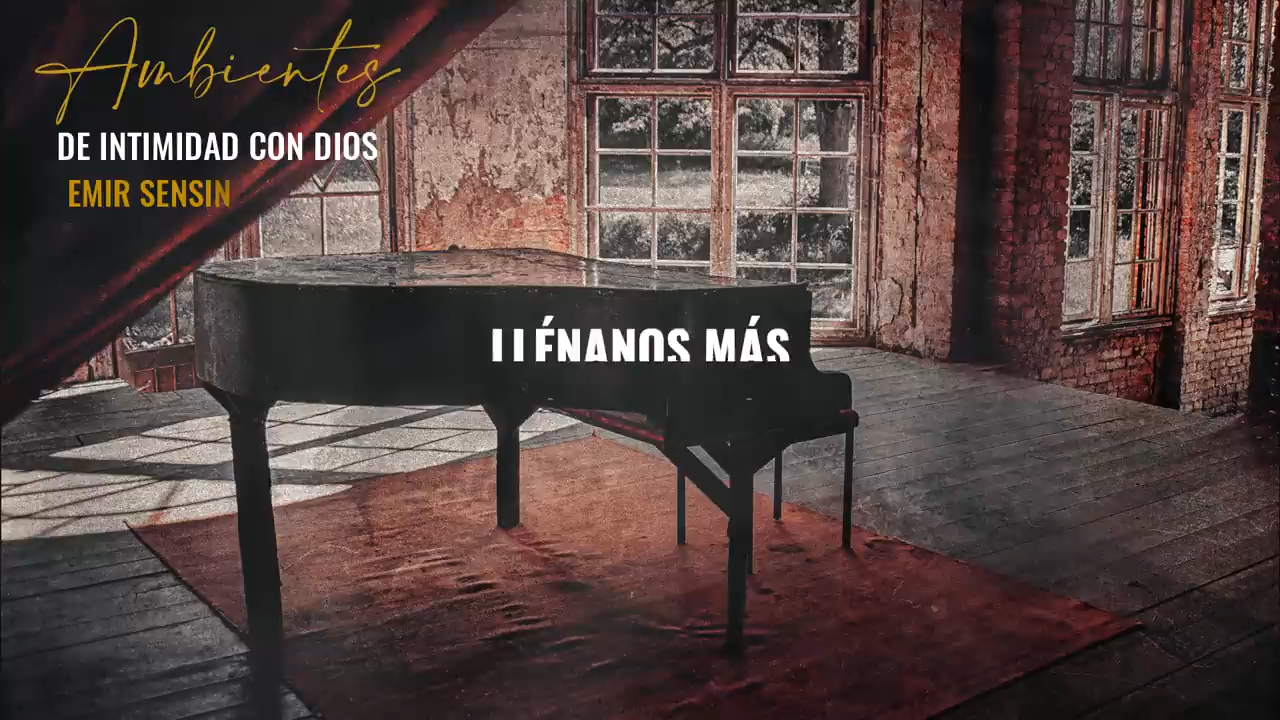 Ambientes
DE INTIMIDAD CON DIOS
EMIR SENSIN
LLÉNANOS MÁS